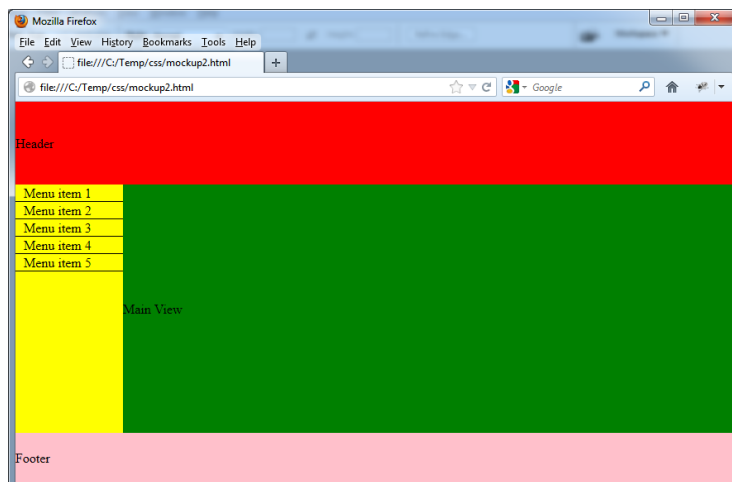 Mozilla Firefox
File Edit View History Bookmarks Tools Help
file:///C:/Temp/css/mockup2.html +
file:///C:/Temp/css/mockup2.html Google
Header
Menu item 1
Menu item 2
Menu item 3
Menu item 4
Menu item 5
Main View
Footer